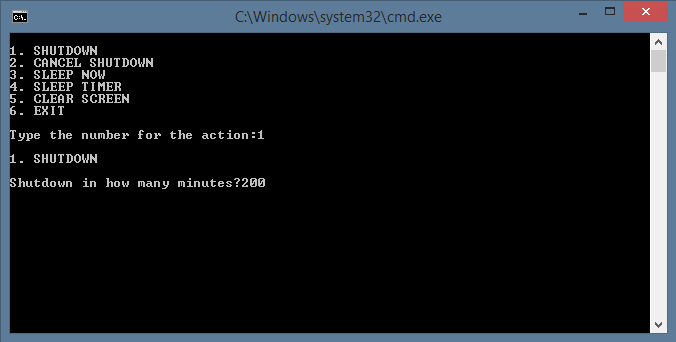 C:\Windows\system32\cmd.exe
1. SHUTDOWN
2. CANCEL SHUTDOWN
3. SLEEP NOW
4. SLEEP TIMER
5. CLEAR SCREEN
6. EXIT
Type the number for the action:1
1. SHUTDOWN
Shutdown in how many minutes?200